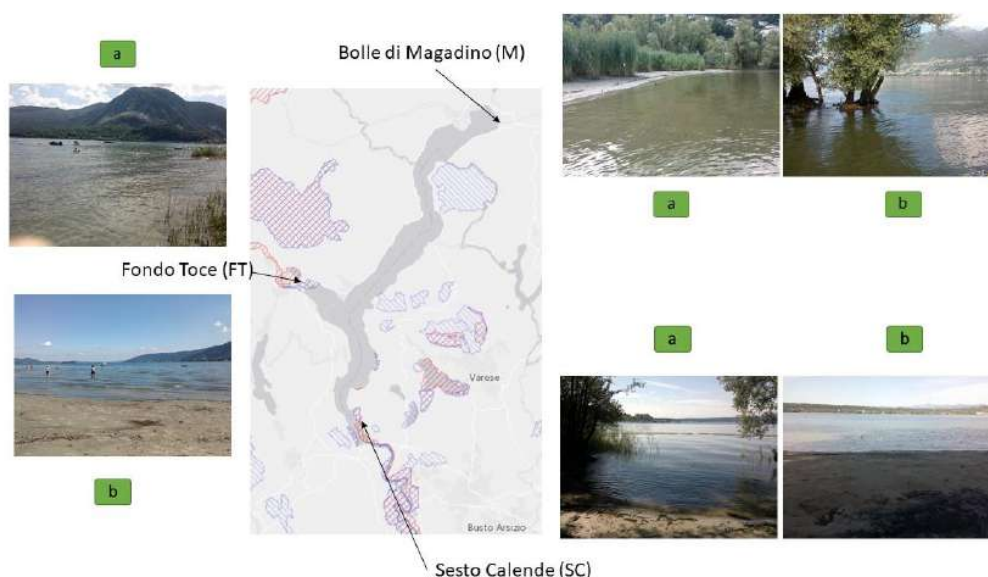 a
Bolle di Magadino (M)
a
b
Fondo Toce (FT)
b
a
b
Varese
Busto Arsizio
Sesto Calende (SC)